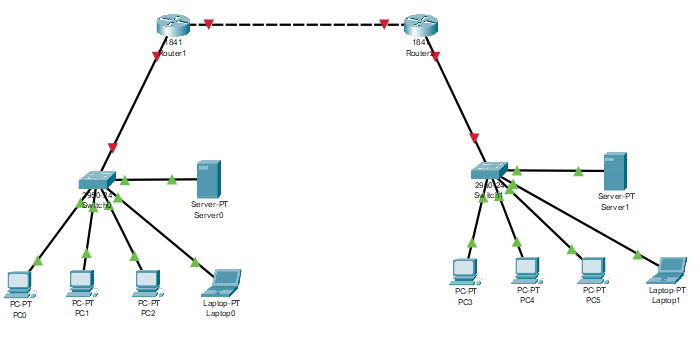 1841
Router1
1841
Router2
2950-24
Switch0
Server-PT
Server0
2950-24
Switch1
Server-PT
Server1
PC-PT
PC0
PC-PT
PC1
PC-PT
PC2
Laptop-PT
Laptop0
PC-PT
PC3
PC-PT
PC4
PC-PT
PC5
Laptop-PT
Laptop1